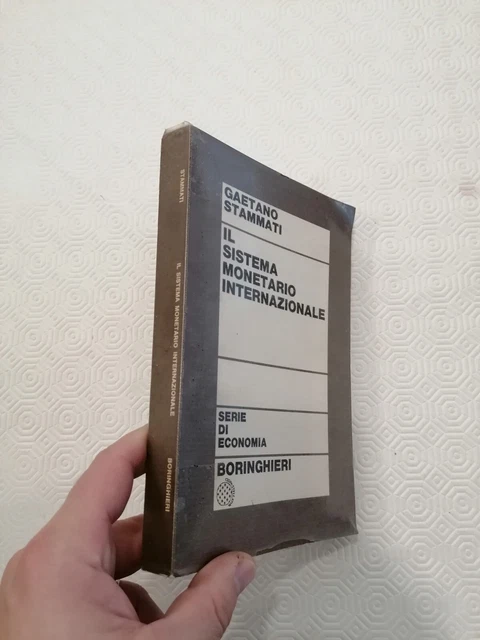 STAMMATI
IL SISTEMA MONETARIO INTERNAZIONALE
BORINGHIERI
GAETANO
STAMMATI
IL
SISTEMA
MONETARIO
INTERNAZIONALE
SERIE
DI
ECONOMIA
BORINGHIERI